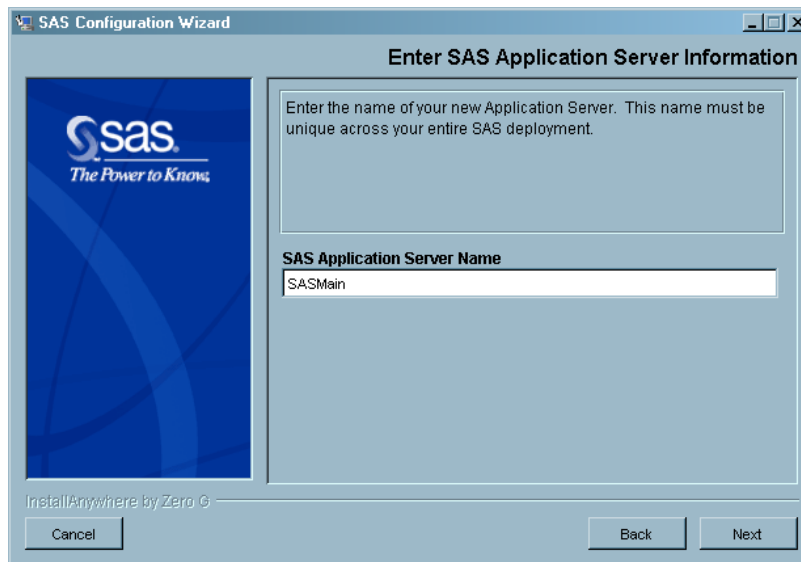 SAS Configuration Wizard
Enter SAS Application Server Information
sas.
The Power to Know.
Enter the name of your new Application Server. This name must be
unique across your entire SAS deployment.
SAS Application Server Name
SASMain
InstallAnywhere by Zero G
Cancel
Back
Next